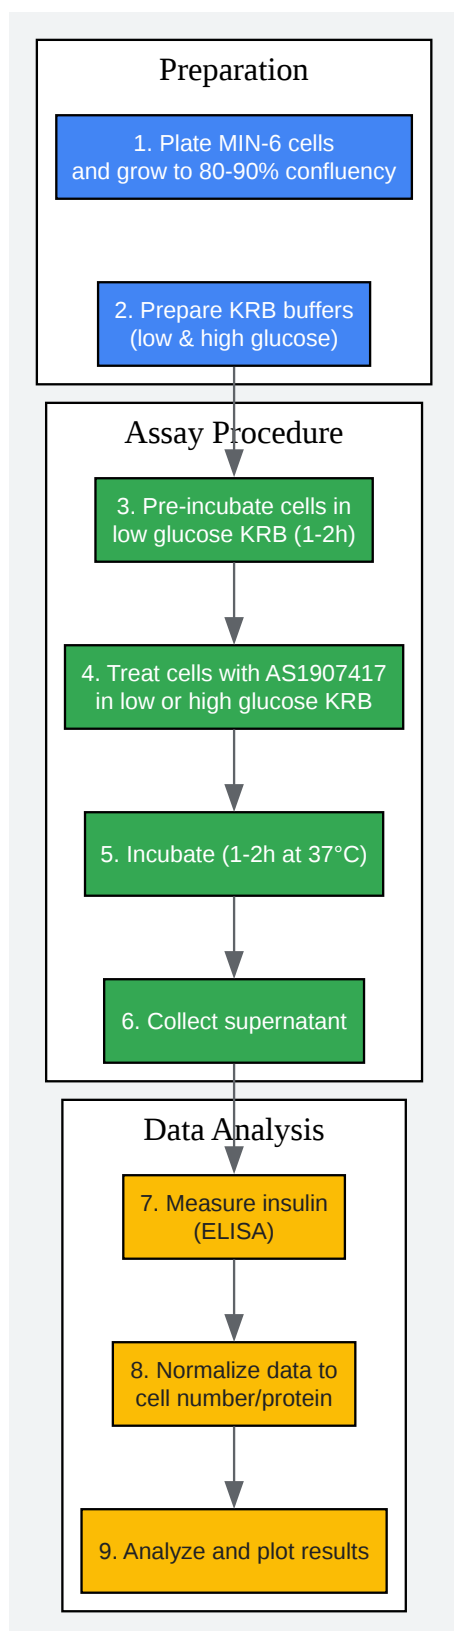 Preparation
1. Plate MIN-6 cells
and grow to 80-90% confluency
2. Prepare KRB buffers
(low & high glucose)
Assay Procedure
3. Pre-incubate cells in
low glucose KRB (1-2h)
4. Treat cells with AS1907417
in low or high glucose KRB
5. Incubate (1-2h at 37°C)
6. Collect supernatant
Data Analysis
7. Measure insulin
(ELISA)
8. Normalize data to
cell number/protein
9. Analyze and plot results